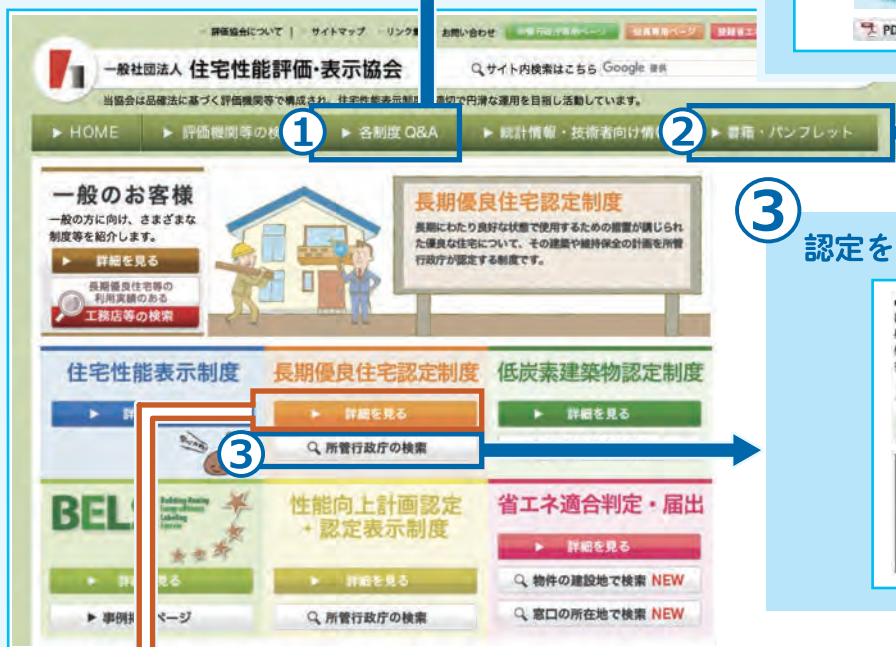 評価協会について | サイトマップ リンク集 お問い合わせ
PD
一般社団法人 住宅性能評価・表示協会
サイト内検索はこちら Google
当協会は品確法に基づく評価機関等で構成され、住宅性能表示制度 適切で円滑な運用を目指し活動しています。
▶ HOME ▶ 評価機関等の検 ① ▶ 各制度 Q&A ▶ 統計情報・技術者向け情 ② ▶ 書籍・パンフレット
一般のお客様
一般の方に向け、さまざまな
制度等を紹介します。
▶ 詳細を見る
長期優良住宅等の
利用実績のある
工務店等の検索
長期優良住宅認定制度
長期にわたり良好な状態で使用するための措置が講じられ
た優良な住宅について、その建築や維持保全の計画を所管
行政庁が認定する制度です。
③
認定を
住宅性能表示制度
▶ 詳
長期優良住宅認定制度
▶ 詳細を見る
③ 所管行政庁の検索
低炭素建築物認定制度
▶ 詳細を見る
BEL
▶ 詳 見る
▶ 事例 ページ
性能向上計画認定
・認定表示制度
▶ 詳細を見る
所管行政庁の検索
省エネ適合判定・届出
▶ 詳細を見る
物件の建設地で検索 NEW
窓口の所在地で検索 NEW